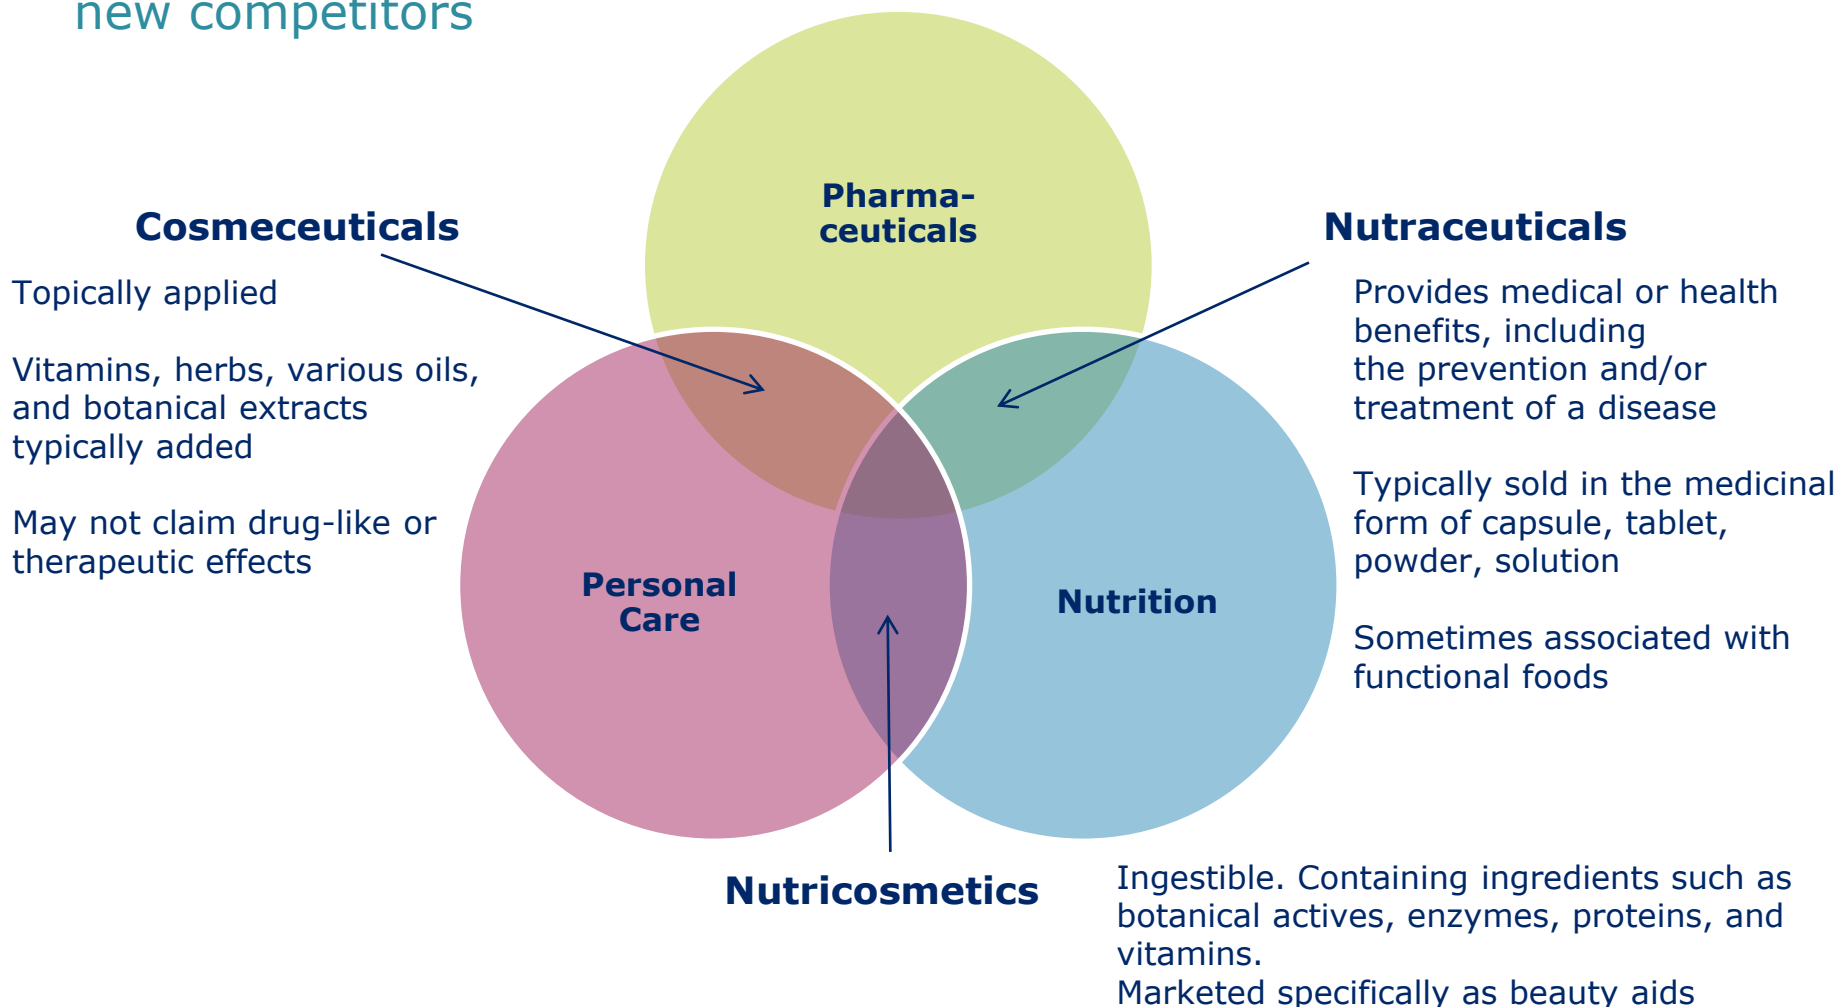 new competitors
Pharma-
ceuticals
Cosmeceuticals
Topically applied
Vitamins, herbs, various oils,
and botanical extracts
typically added
May not claim drug-like or
therapeutic effects
Nutraceuticals
Provides medical or health
benefits, including
the prevention and/or
treatment of a disease
Typically sold in the medicinal
form of capsule, tablet,
powder, solution
Sometimes associated with
functional foods
Personal
Care
Nutrition
Nutricosmetics
Ingestible. Containing ingredients such as
botanical actives, enzymes, proteins, and
vitamins.
Marketed specifically as beauty aids